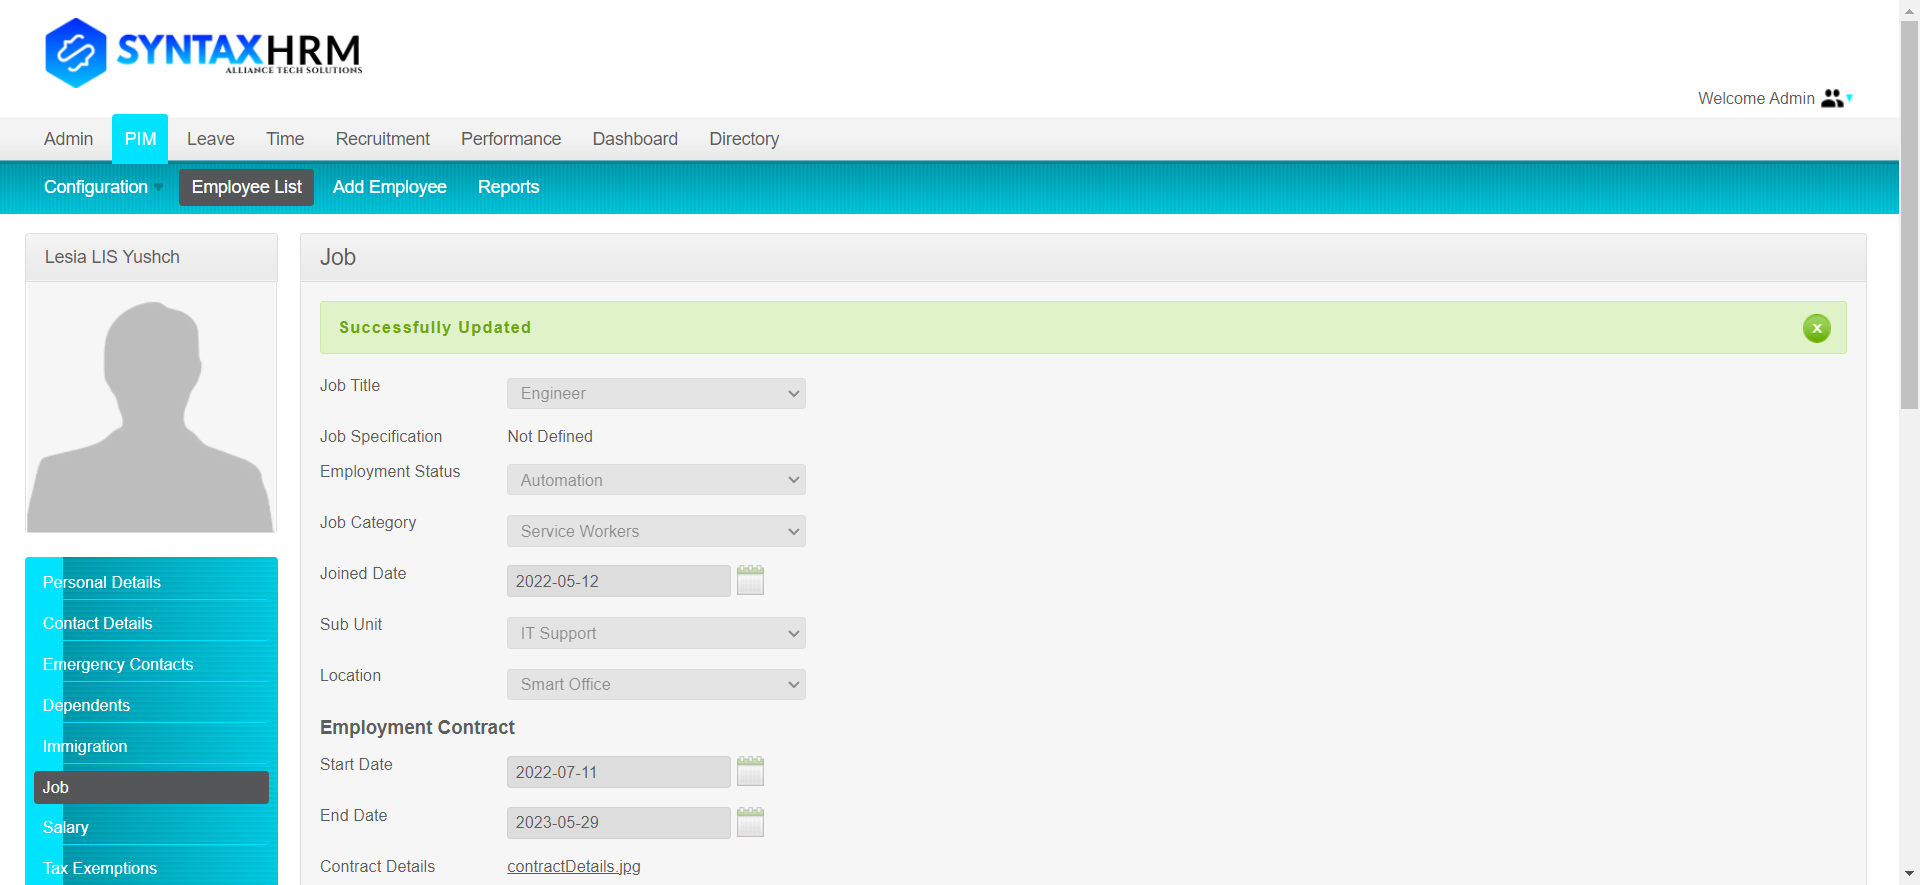 SYNTAXHRM
ALLIANCE TECH SOLUTIONS
Welcome Admin
Admin PIM Leave Time Recruitment Performance Dashboard Directory
Configuration Employee List Add Employee Reports
Lesia LIS Yushch
Job
Successfully Updated
x
Job Title Engineer
Job Specification Not Defined
Employment Status Automation
Job Category Service Workers
Joined Date 2022-05-12
Sub Unit IT Support
Location Smart Office
Employment Contract
Start Date 2022-07-11
End Date 2023-05-29
Contract Details contractDetails.jpg
Personal Details
Contact Details
Emergency Contacts
Dependents
Immigration
Job
Salary
Tax Exemptions